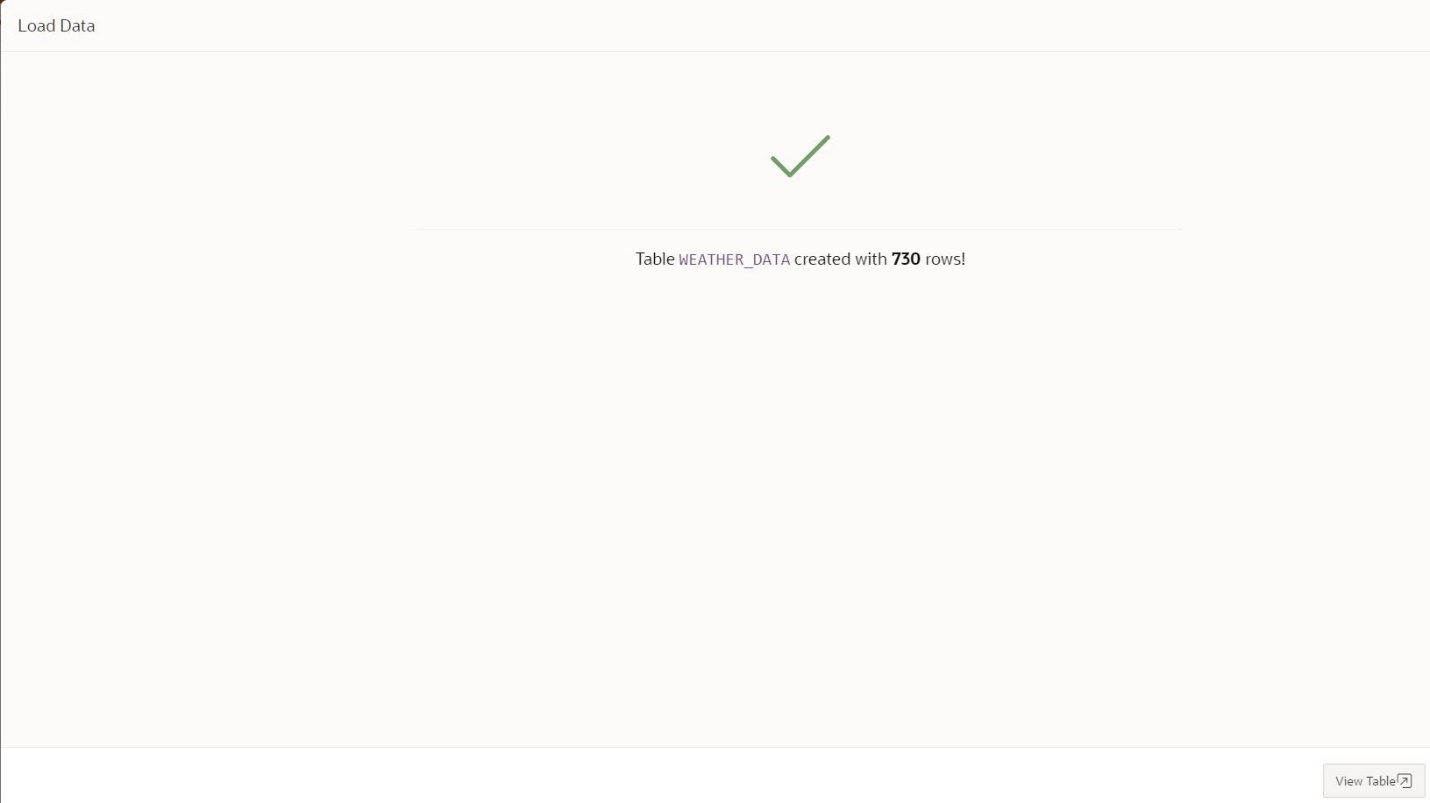 Load Data
Table WEATHER_DATA created with 730 rows!
View Table